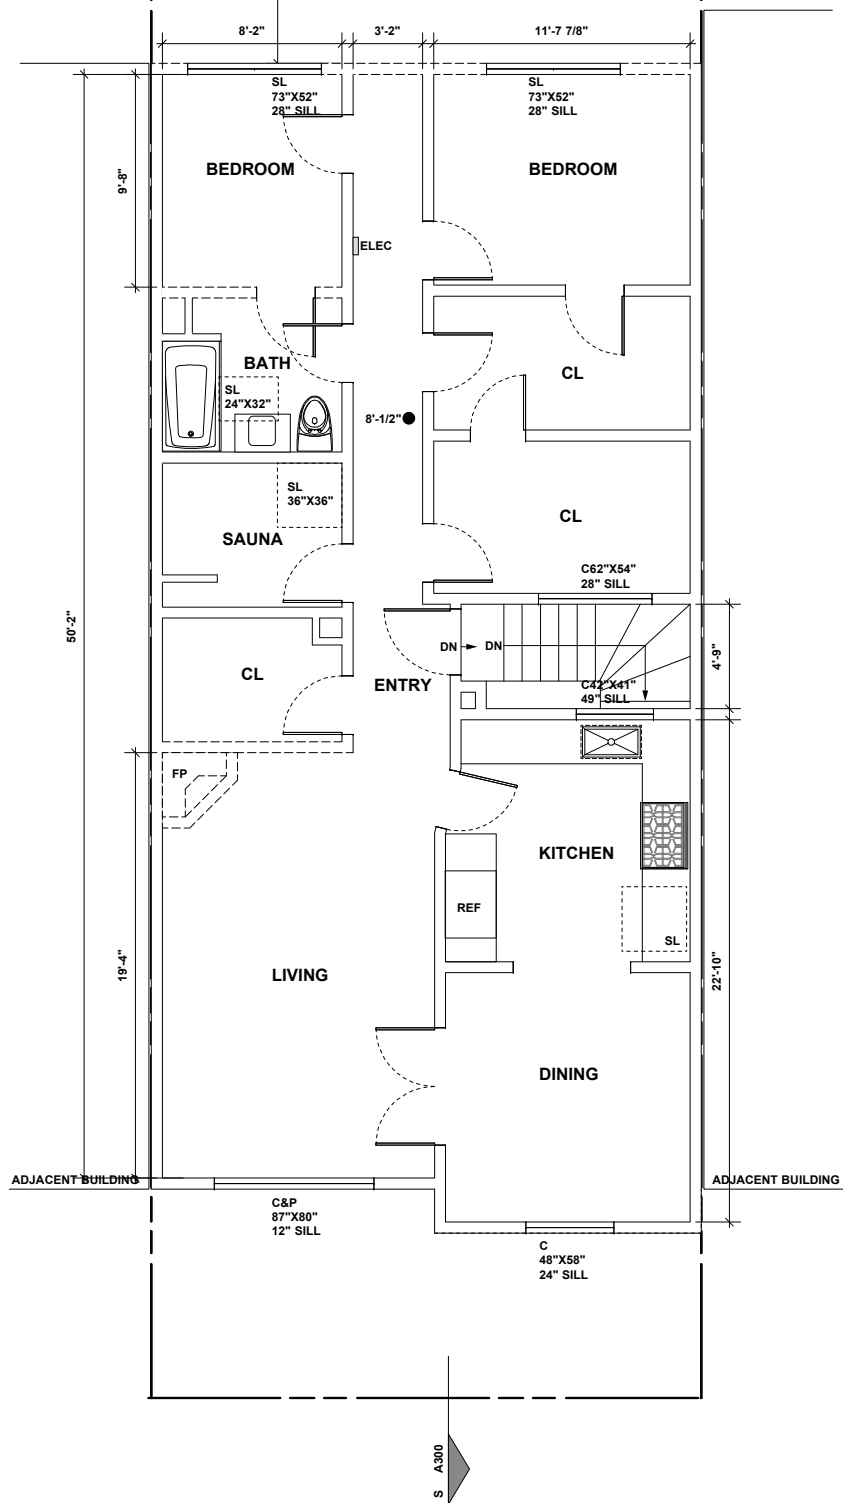 8'-2"
3'-2"
11'-7 7/8"
SL
73"X52"
28" SILL
SL
73"X52"
28" SILL
BEDROOM
BEDROOM
9'-8"
ELEC
BATH
CL
SL
24"X32"
8'-1/2"
SL
36"X36"
CL
SAUNA
C62"X54"
28" SILL
50'-2"
DN
DN
4'-9"
CL
ENTRY
C42"X41"
49" SILL
FP
KITCHEN
REF
SL
19'-4"
LIVING
22'-10"
DINING
ADJACENT BUILDING
ADJACENT BUILDING
C&P
87"X80"
12" SILL
C
48"X58"
24" SILL
S
A300